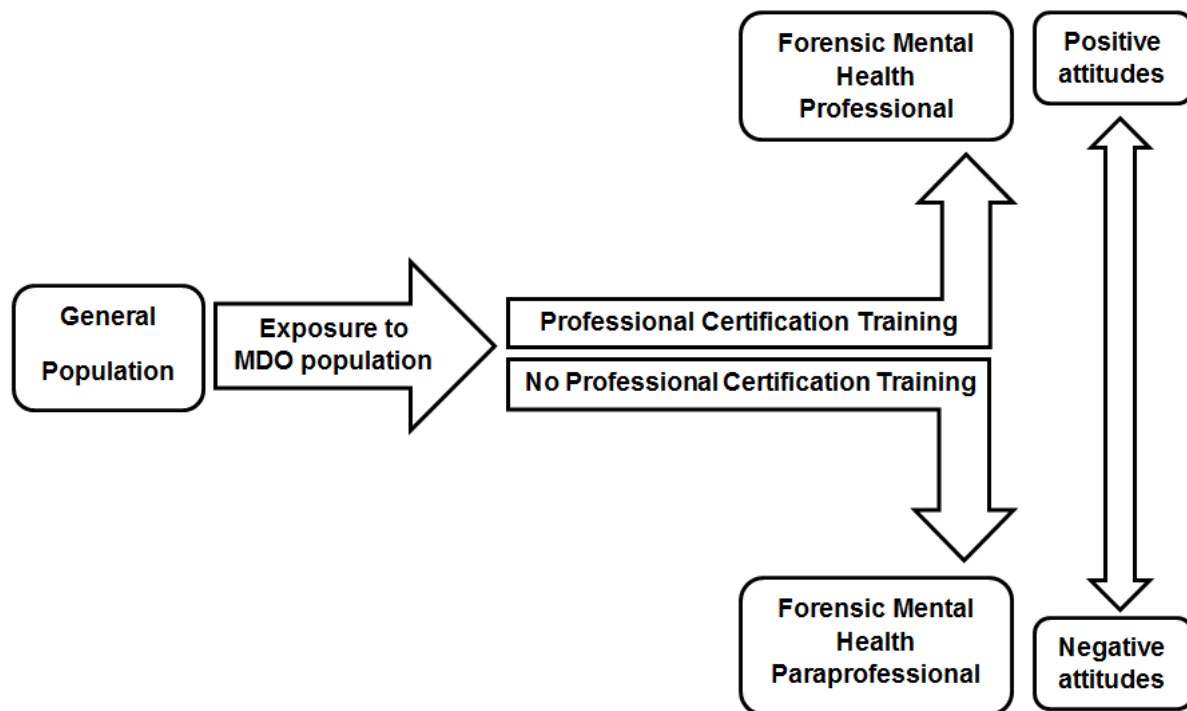 General
Population
Exposure to
MDO population
Professional Certification Training
No Professional Certification Training
Forensic Mental
Health
Professional
Positive
attitudes
Forensic Mental
Health
Paraprofessional
Negative
attitudes